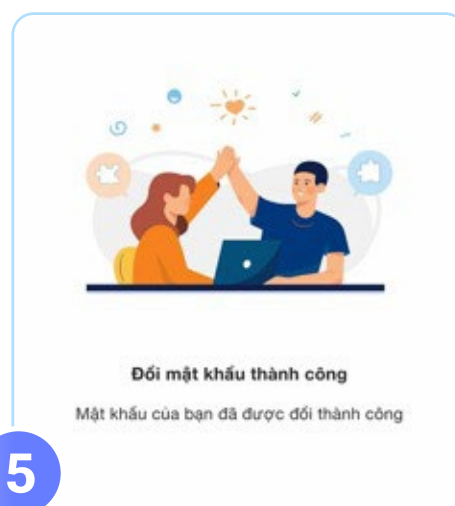 Đổi mật khẩu thành công
Mật khẩu của bạn đã được đổi thành công
5